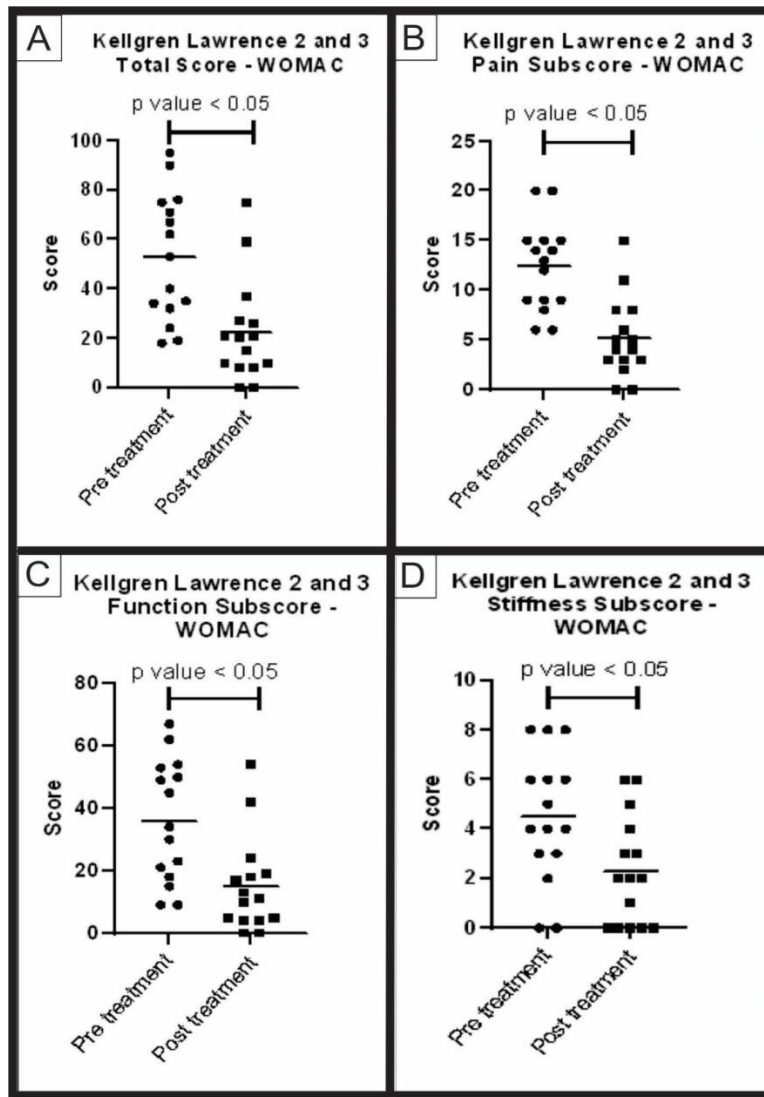 A
Kellgren Lawrence 2 and 3
Total Score - WOMAC
p value < 0.05
100
80
60
40
20
0
Score
Pre treatment
Post treatment
B
Kellgren Lawrence 2 and 3
Pain Subscore - WOMAC
p value < 0.05
25
20
15
10
5
0
Score
Pre treatment
Post treatment
C
Kellgren Lawrence 2 and 3
Function Subscore -
WOMAC
p value < 0.05
80
60
40
20
0
Score
Pre treatment
Post treatment
D
Kellgren Lawrence 2 and 3
Stiffness Subscore -
WOMAC
p value < 0.05
10
8
6
4
2
0
Score
Pre treatment
Post treatment